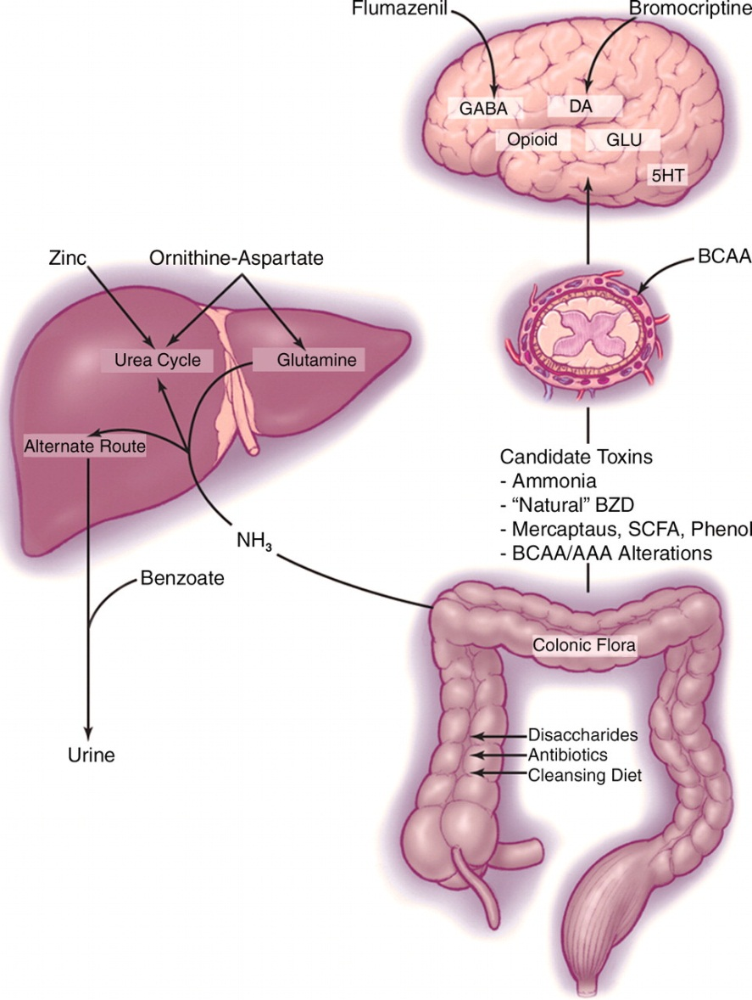 Flumazenil
Bromocriptine
GABA
DA
Opioid
GLU
5HT
Zinc
Ornithine-Aspartate
BCAA
Urea Cycle
Glutamine
Alternate Route
Candidate Toxins
- Ammonia
- “Natural” BZD
- Mercaptaus, SCFA, Phenol
- BCAA/AAA Alterations
NH₃
Benzoate
Colonic Flora
Disaccharides
Antibiotics
Cleansing Diet
Urine